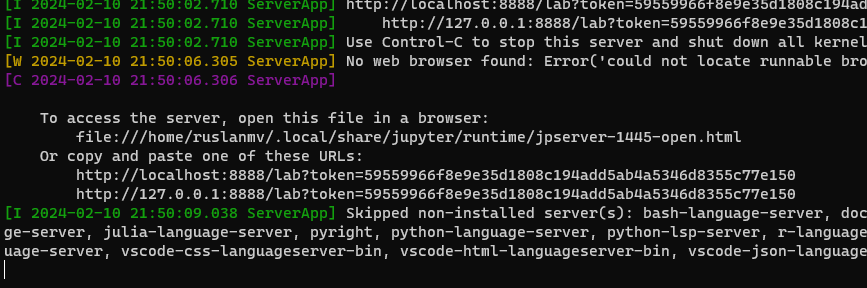 [I 2024-02-10 21:50:02.710 ServerApp] http://localhost:8888/lab?token=59559966f8e9e35d1808c194ad
[I 2024-02-10 21:50:02.710 ServerApp]     http://127.0.0.1:8888/lab?token=59559966f8e9e35d1808c1
[I 2024-02-10 21:50:02.710 ServerApp] Use Control-C to stop this server and shut down all kernel
[W 2024-02-10 21:50:06.305 ServerApp] No web browser found: Error('could not locate runnable bro
[C 2024-02-10 21:50:06.306 ServerApp]
To access the server, open this file in a browser:
file:///home/ruslanmv/.local/share/jupyter/runtime/jpserver-1445-open.html
Or copy and paste one of these URLs:
http://localhost:8888/lab?token=59559966f8e9e35d1808c194add5ab4a5346d8355c77e150
http://127.0.0.1:8888/lab?token=59559966f8e9e35d1808c194add5ab4a5346d8355c77e150
[I 2024-02-10 21:50:09.038 ServerApp] Skipped non-installed server(s): bash-language-server, doc
ge-server, julia-language-server, pyright, python-language-server, python-lsp-server, r-language
uage-server, vscode-css-languageserver-bin, vscode-html-languageserver-bin, vscode-json-language